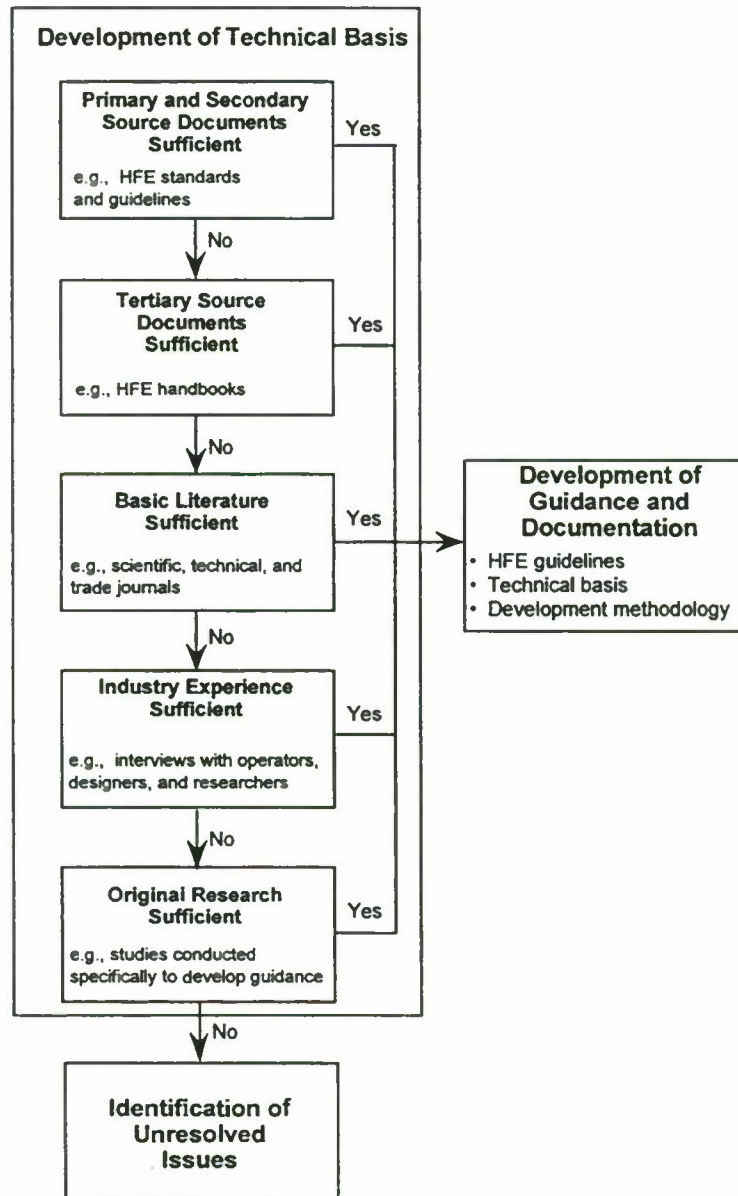 Development of Technical Basis
Primary and Secondary
Source Documents
Sufficient
e.g., HFE standards
and guidelines
Yes
No
Tertiary Source
Documents
Sufficient
e.g., HFE handbooks
Yes
No
Basic Literature
Sufficient
e.g., scientific, technical, and
trade journals
Yes
No
Industry Experience
Sufficient
e.g., interviews with operators,
designers, and researchers
Yes
No
Original Research
Sufficient
e.g., studies conducted
specifically to develop guidance
Yes
No
Identification of
Unresolved
Issues
Development of
Guidance and
Documentation
• HFE guidelines
• Technical basis
• Development methodology